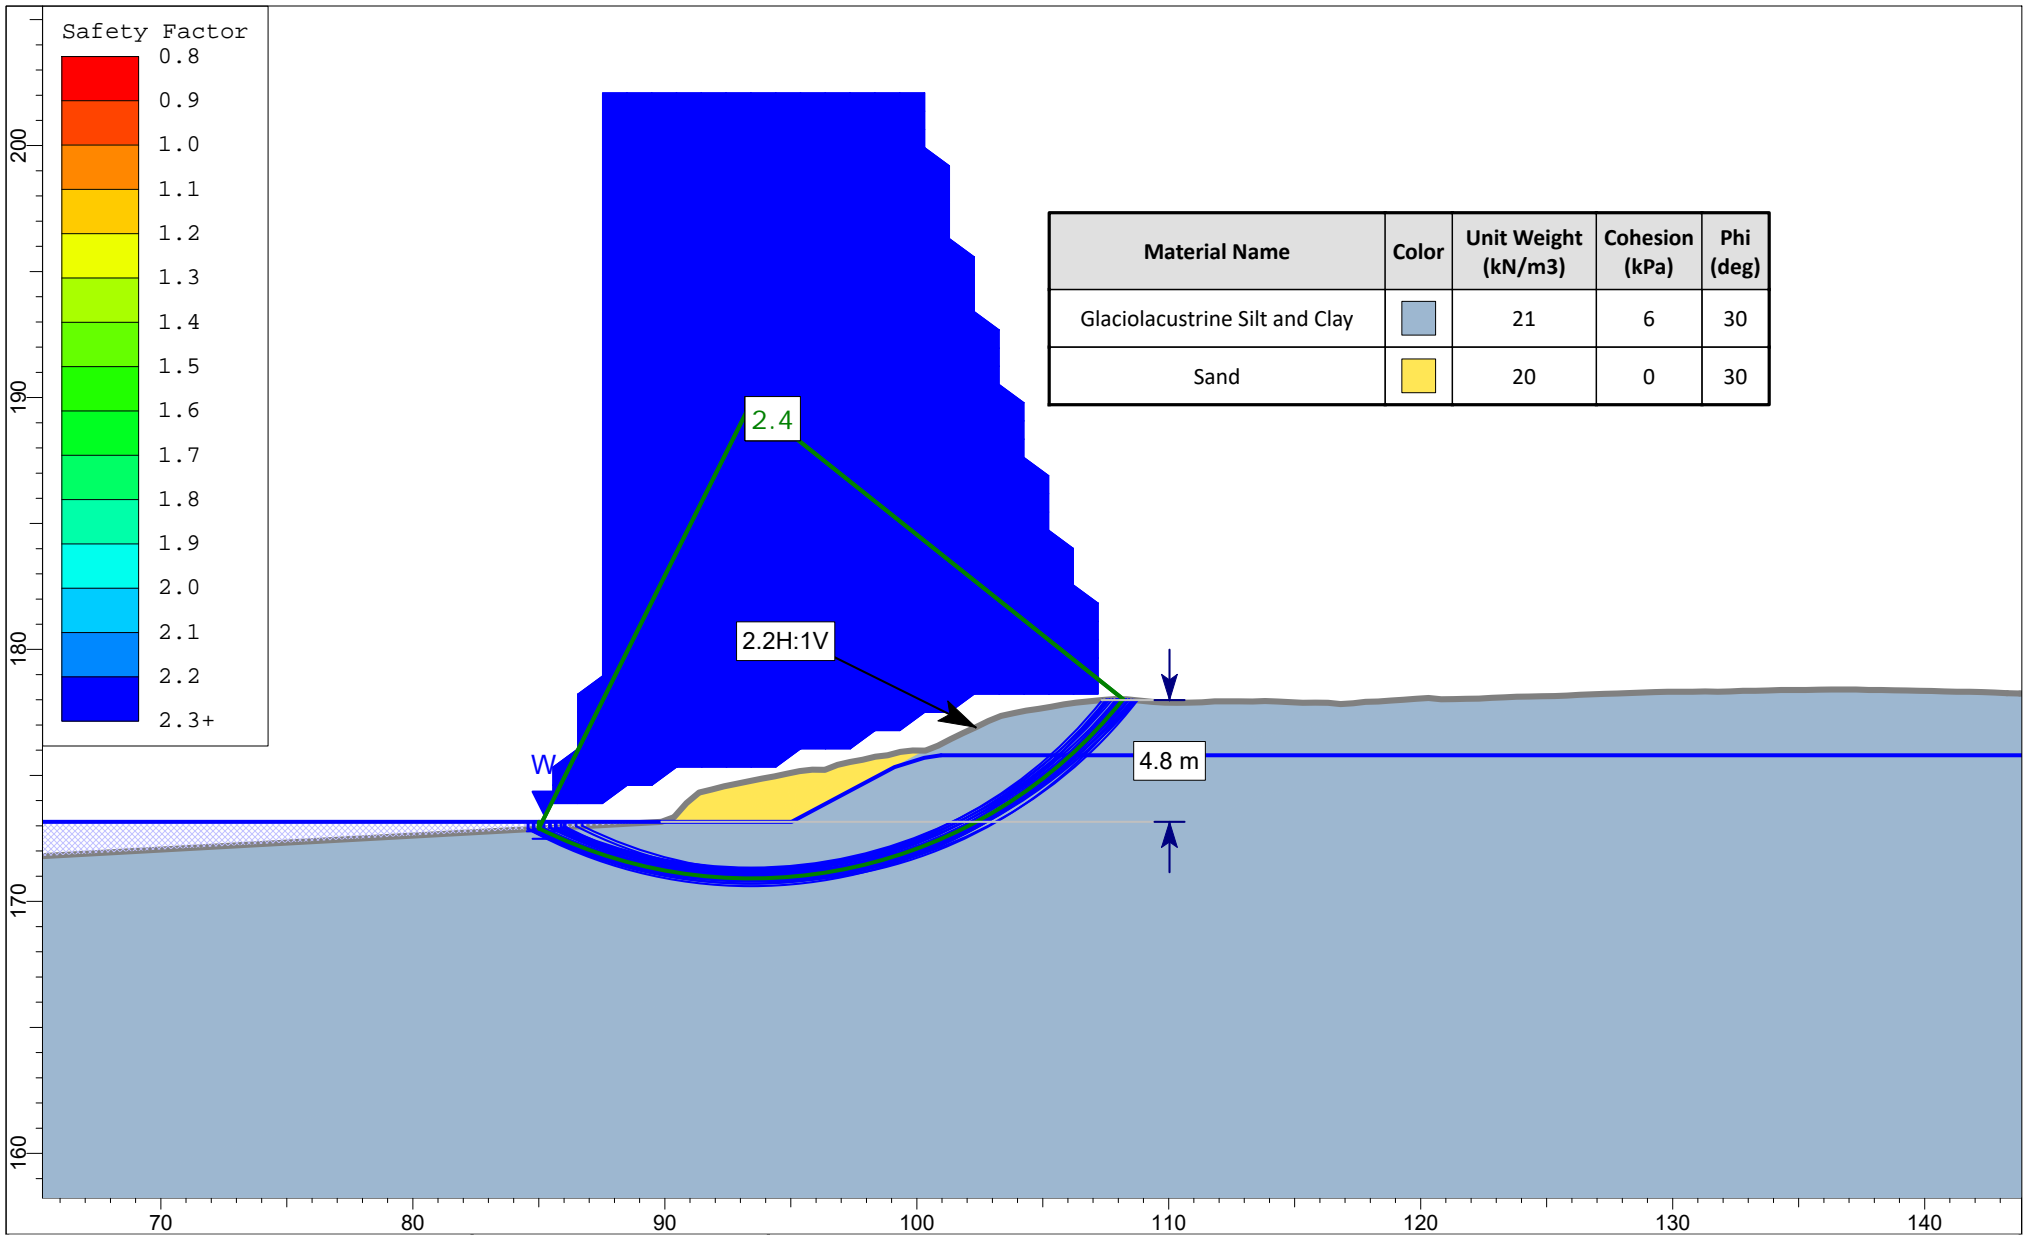 Safety Factor
0.8
0.9
1.0
1.1
1.2
1.3
1.4
1.5
1.6
1.7
1.8
1.9
2.0
2.1
2.2
2.3+
200
190
180
170
160
Material Name Color Unit Weight (kN/m3) Cohesion (kPa) Phi (deg)
Glaciolacustrine Silt and Clay 21 6 30
Sand 20 0 30
2.4
2.2H:1V
W
4.8 m
70 80 90 100 110 120 130 140